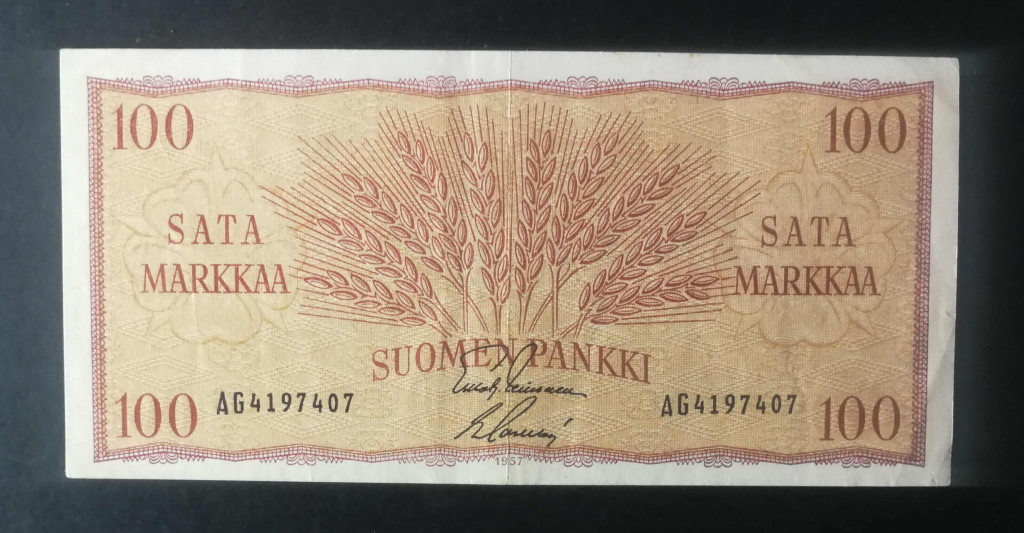 100 100
SATA SATA
MARKKAA MARKKAA
SUOMEN PANKKI
AG4197407 AG4197407
100 100
1957